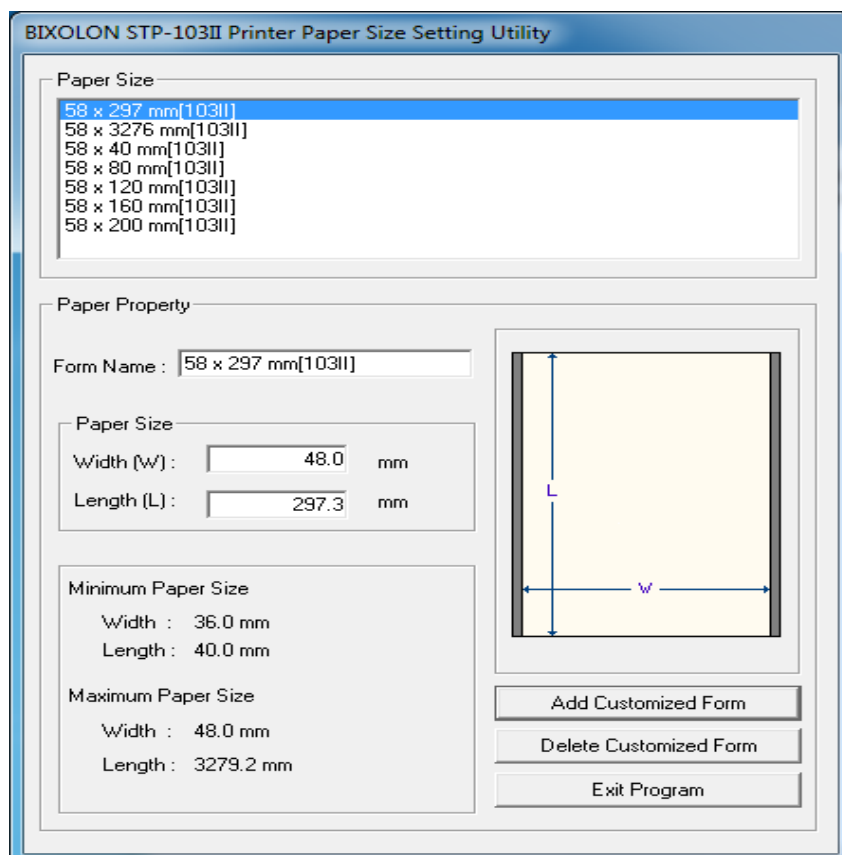 BIXOLON STP-103II Printer Paper Size Setting Utility
Paper Size
58 x 297 mm[103II]
58 x 3276 mm[103II]
58 x 40 mm[103II]
58 x 80 mm[103II]
58 x 120 mm[103II]
58 x 160 mm[103II]
58 x 200 mm[103II]
Paper Property
Form Name : 58 x 297 mm[103II]
Paper Size
Width (W) : 48.0 mm
Length (L) : 297.3 mm
L
W
Minimum Paper Size
Width : 36.0 mm
Length : 40.0 mm
Maximum Paper Size
Width : 48.0 mm
Length : 3279.2 mm
Add Customized Form
Delete Customized Form
Exit Program